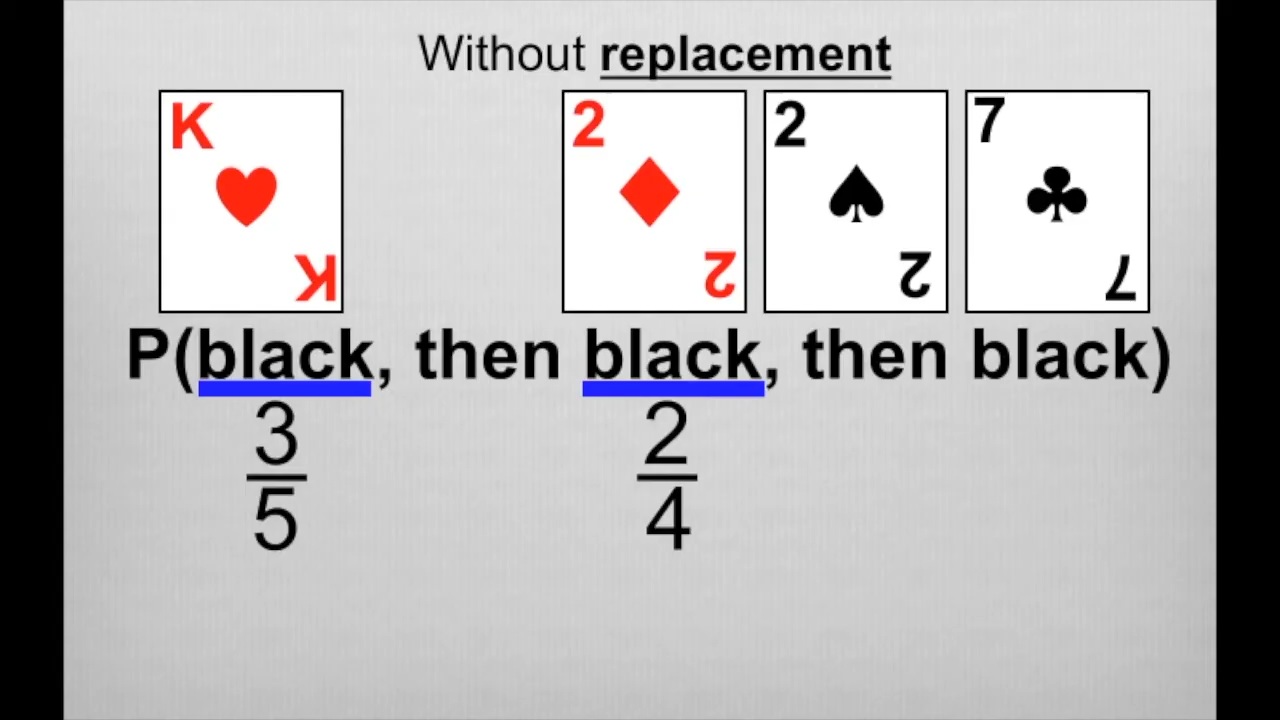 Without replacement
K 2 2 7
K 2 2 7
P(black, then black, then black)
3 2
5 4